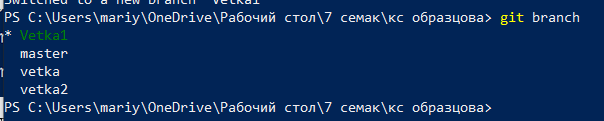 Switched to a new branch 'Vetka1'
PS C:\Users\mariy\OneDrive\Рабочий стол\7 семак\кс образцова> git branch
* Vetka1
master
vetka
vetka2
PS C:\Users\mariy\OneDrive\Рабочий стол\7 семак\кс образцова>